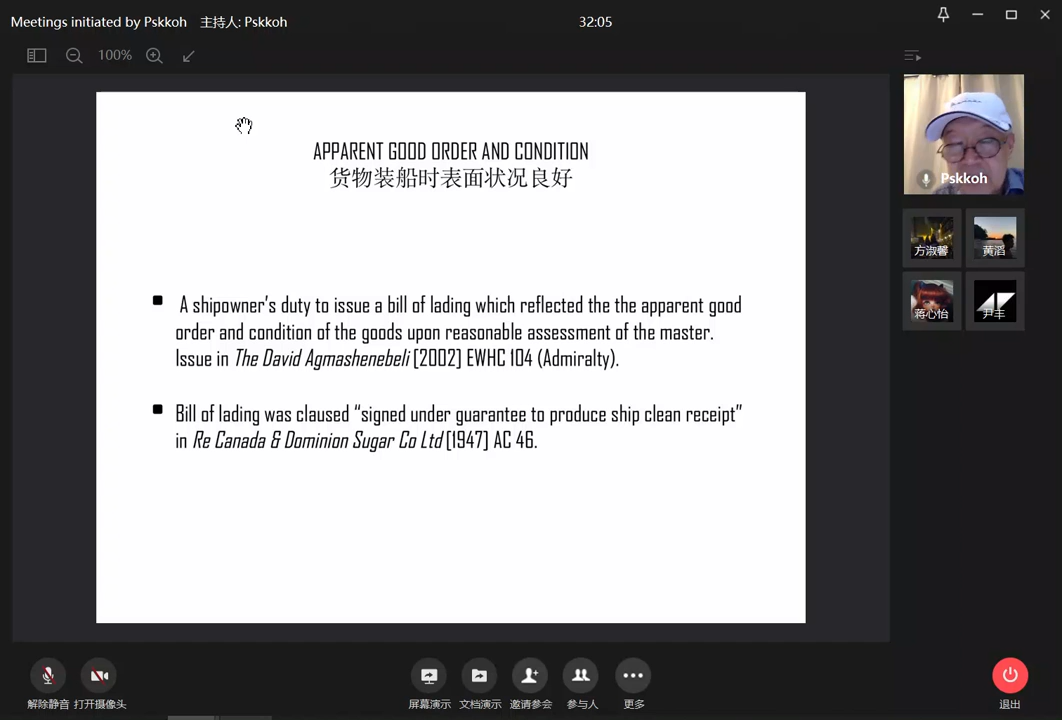 Meetings initiated by Pskkoh 主持人: Pskkoh
32:05
100%
APPARENT GOOD ORDER AND CONDITION
货物装船时表面状况良好
A shipowner's duty to issue a bill of lading which reflected the the apparent good
order and condition of the goods upon reasonable assessment of the master.
Issue in The David Agmashenebeli [2002] EWHC 104 (Admiralty).
Bill of lading was claused “signed under guarantee to produce ship clean receipt”
in Re Canada & Dominion Sugar Co Ltd [1947] AC 46.
Pskkoh
方淑馨
黄滔
蒋心怡
尹丰
解除静音
打开摄像头
屏幕演示
文档演示
邀请参会
参与人
更多
退出